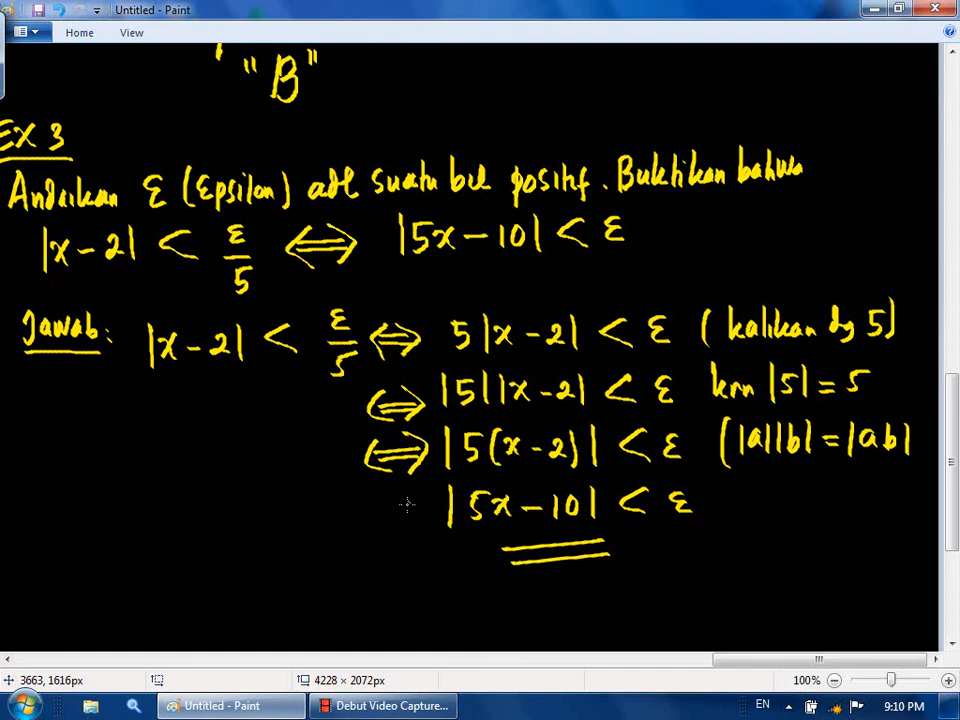 Untitled - Paint
Home View
"B"
Ex 3
Andaikan ε (Epsilon) adl suatu bil positif. Buktikan bahwa
|x-2| < ε/5 ⟺ |5x-10| < ε
Jawab: |x-2| < ε/5 ⟺ 5|x-2| < ε (kalikan dg 5)
⟺ |5||x-2| < ε krn |5| = 5
⟺ |5(x-2)| < ε (|a||b| = |ab|
|5x-10| < ε
3663, 1616px 4228 × 2072px 100%
Untitled - Paint Debut Video Capture... EN 9:10 PM